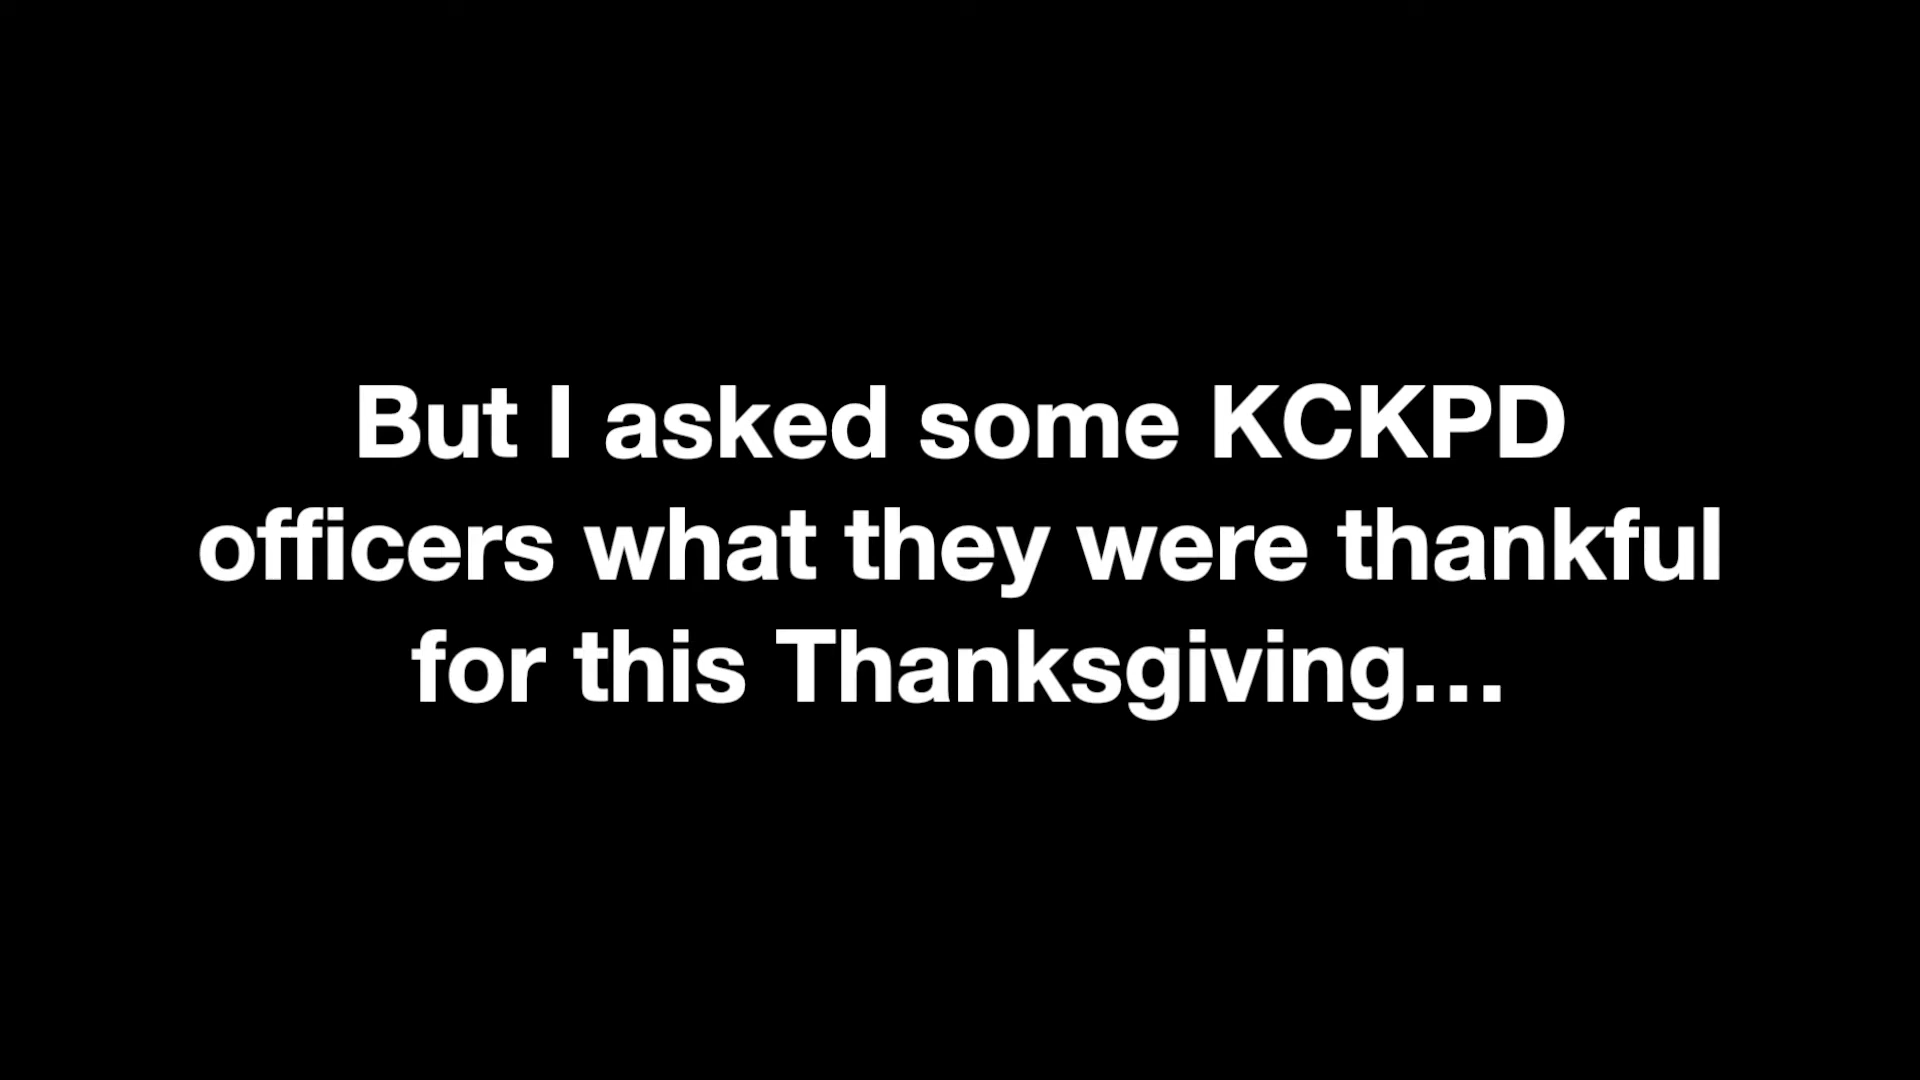 But I asked some KCKPD
officers what they were thankful
for this Thanksgiving...